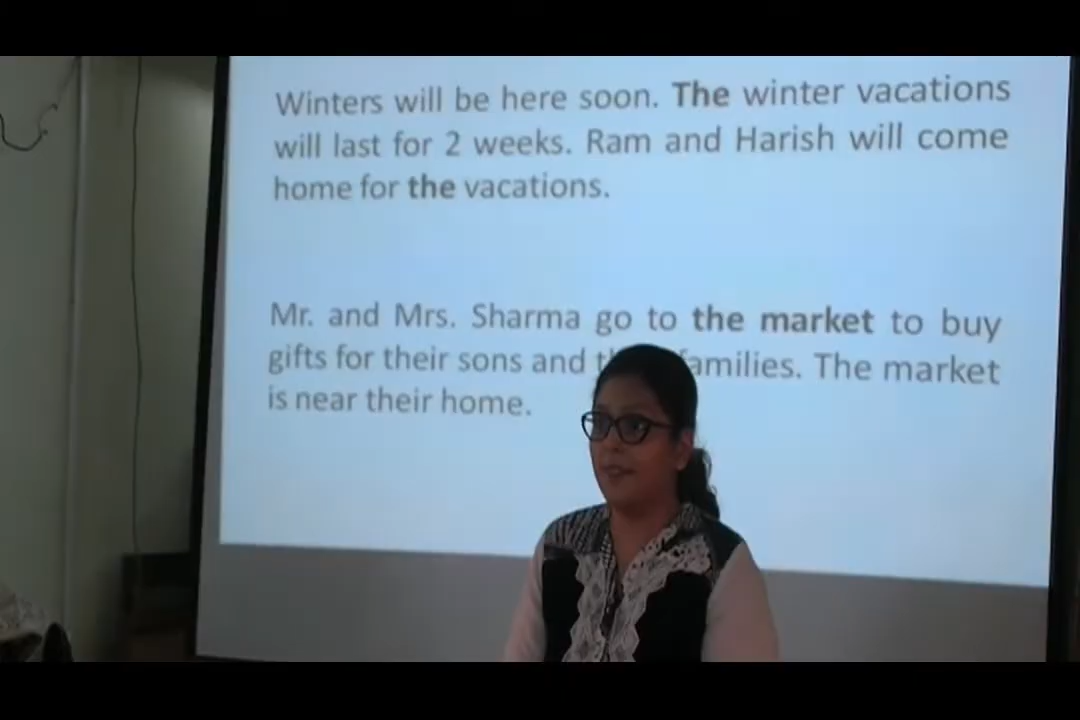 Winters will be here soon. The winter vacations
will last for 2 weeks. Ram and Harish will come
home for the vacations.
Mr. and Mrs. Sharma go to the market to buy
gifts for their sons and families. The market
is near their home.